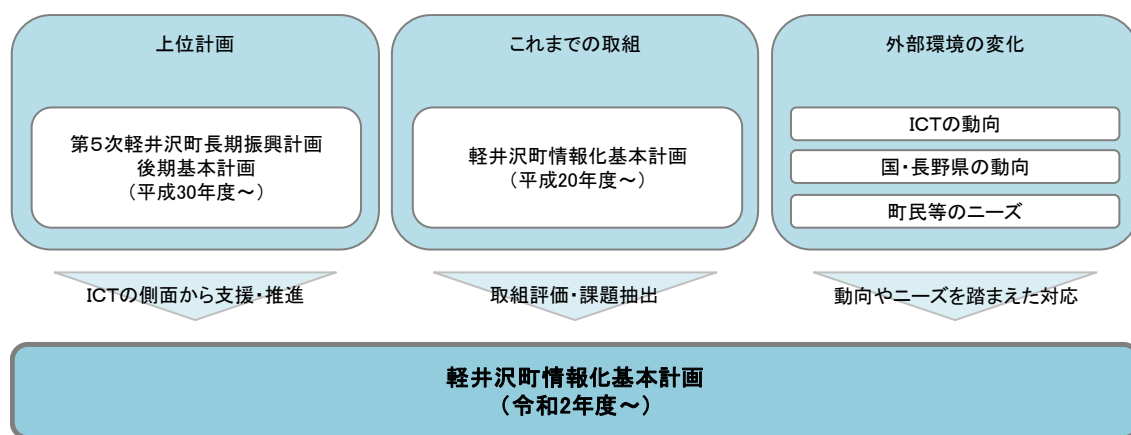 上位計画
第5次軽井沢町長期振興計画
後期基本計画
（平成30年度～）
ICTの側面から支援・推進
これまでの取組
軽井沢町情報化基本計画
（平成20年度～）
取組評価・課題抽出
外部環境の変化
ICTの動向
国・長野県の動向
町民等のニーズ
動向やニーズを踏まえた対応
軽井沢町情報化基本計画
（令和2年度～）